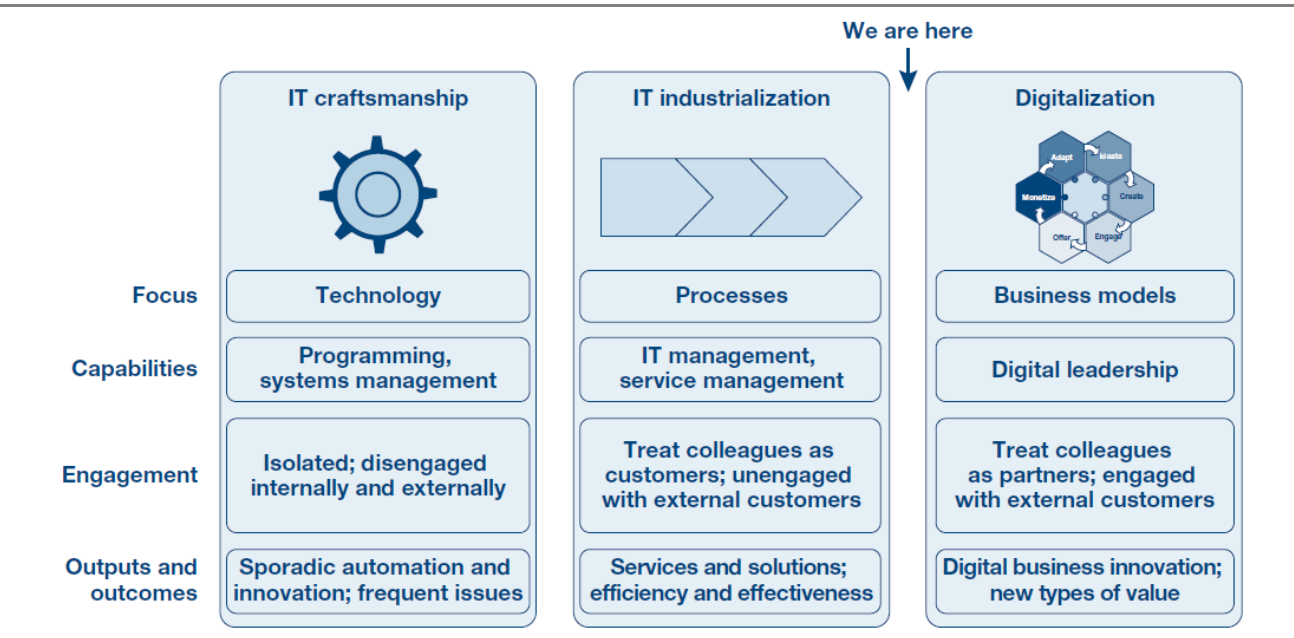 We are here
IT craftsmanship
IT industrialization
Digitalization
Adapt
Ideate
Monetize
Create
Offer
Engage
Focus
Technology
Processes
Business models
Capabilities
Programming,
systems management
IT management,
service management
Digital leadership
Engagement
Isolated; disengaged
internally and externally
Treat colleagues as
customers; unengaged
with external customers
Treat colleagues
as partners; engaged
with external customers
Outputs and
outcomes
Sporadic automation and
innovation; frequent issues
Services and solutions;
efficiency and effectiveness
Digital business innovation;
new types of value